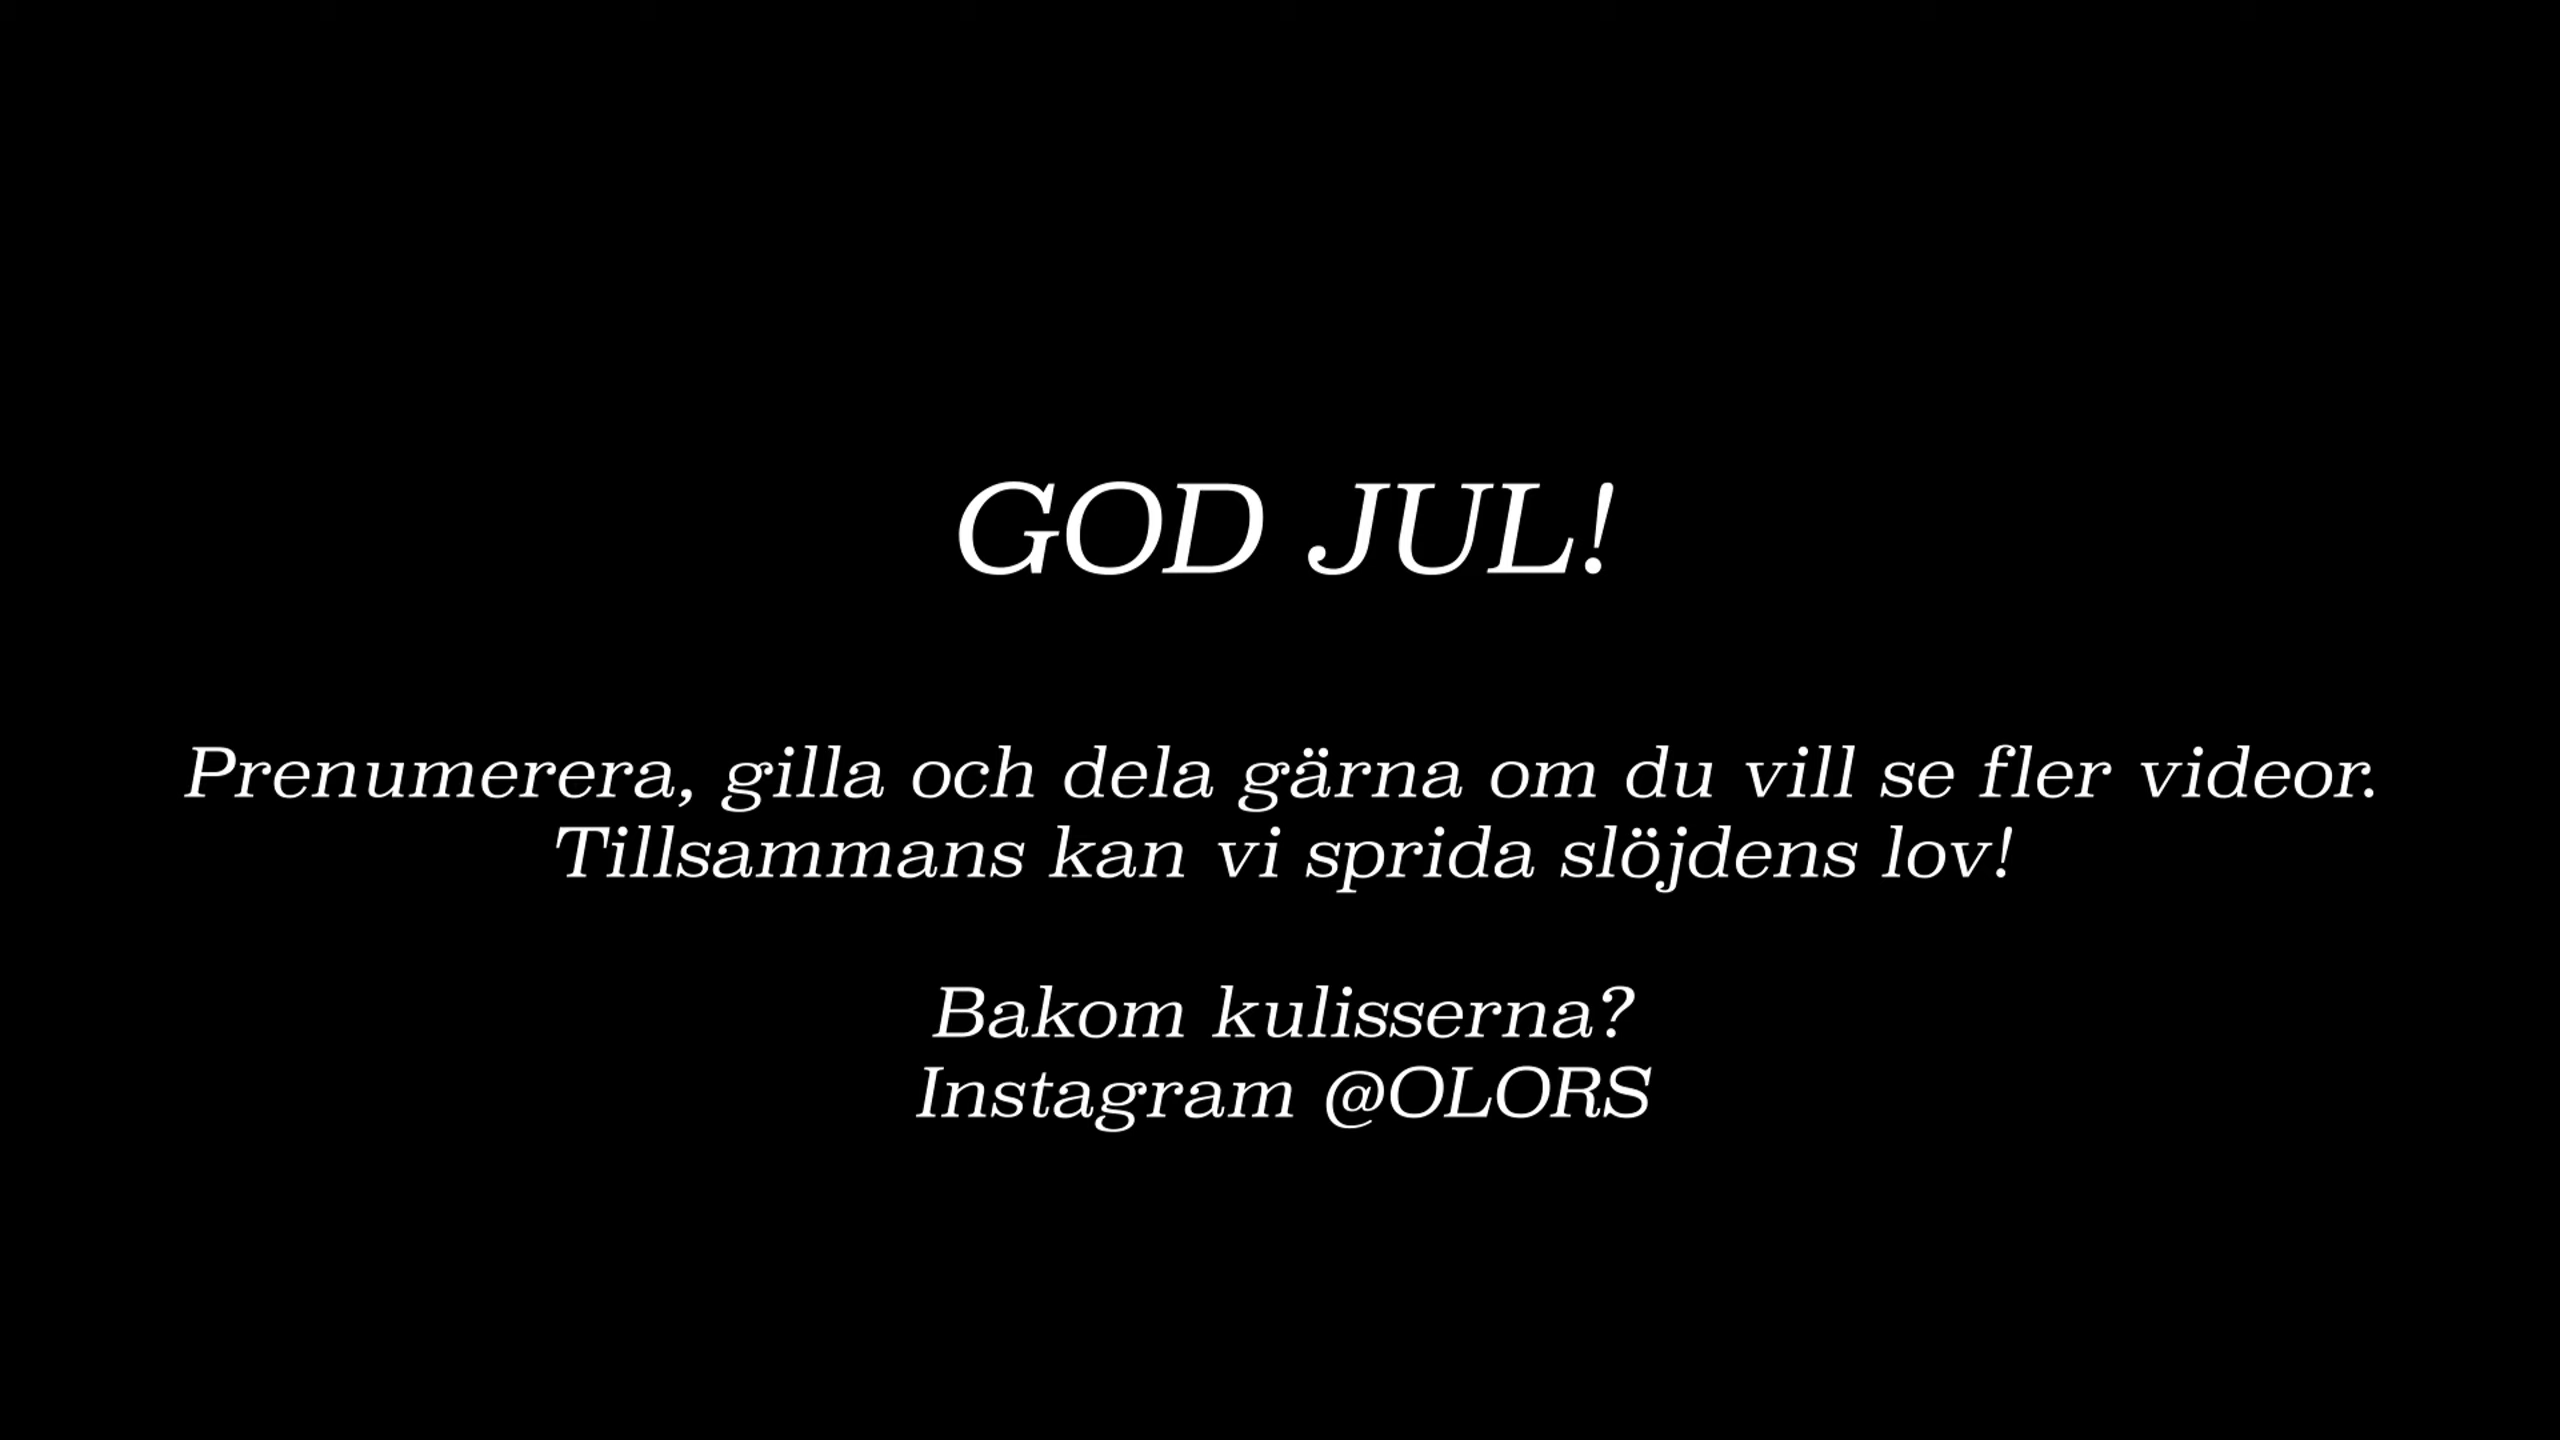 GOD JUL!
Prenumerera, gilla och dela gärna om du vill se fler videor.
Tillsammans kan vi sprida slöjdens lov!
Bakom kulisserna?
Instagram @OLORS